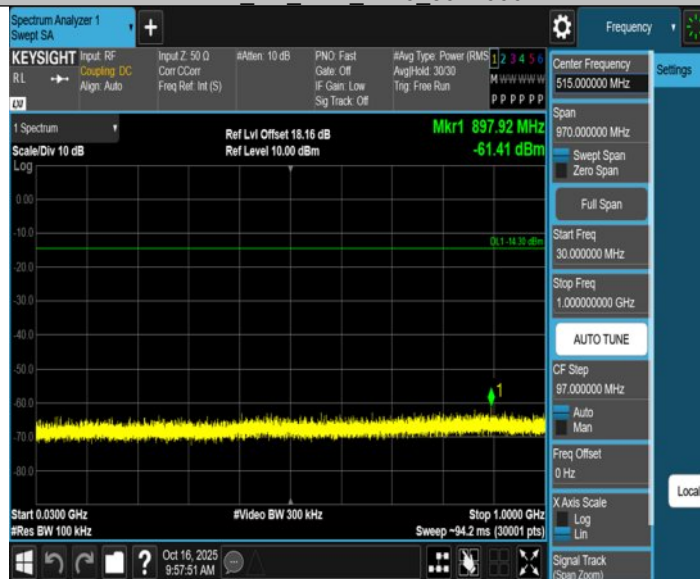 Spectrum Analyzer 1
Swept SA
Frequency
KEYSIGHT
RL
LXI
Input: RF
Coupling: DC
Align: Auto
Input Z: 50 Ω
Corr CCorr
Freq Ref: Int (S)
#Atten: 10 dB
PNO: Fast
Gate: Off
IF Gain: Low
Sig Track: Off
#Avg Type: Power (RMS
Avg|Hold: 30/30
Trig: Free Run
1 2 3 4 5 6
M W W W W W
P P P P P P
1 Spectrum
Scale/Div 10 dB
Log
Ref Lvl Offset 18.16 dB
Ref Level 10.00 dBm
Mkr1 897.92 MHz
-61.41 dBm
0.00
-10.0
DL1 -14.30 dBm
-20.0
-30.0
-40.0
-50.0
1
-60.0
-70.0
-80.0
Start 0.0300 GHz
#Res BW 100 kHz
#Video BW 300 kHz
Stop 1.0000 GHz
Sweep ~94.2 ms (30001 pts)
?
Oct 16, 2025
9:57:51 AM
Center Frequency
515.000000 MHz
Settings
Span
970.000000 MHz
Swept Span
Zero Span
Full Span
Start Freq
30.000000 MHz
Stop Freq
1.000000000 GHz
AUTO TUNE
CF Step
97.000000 MHz
Auto
Man
Freq Offset
0 Hz
Local
X Axis Scale
Log
Lin
Signal Track
(Span Zoom)